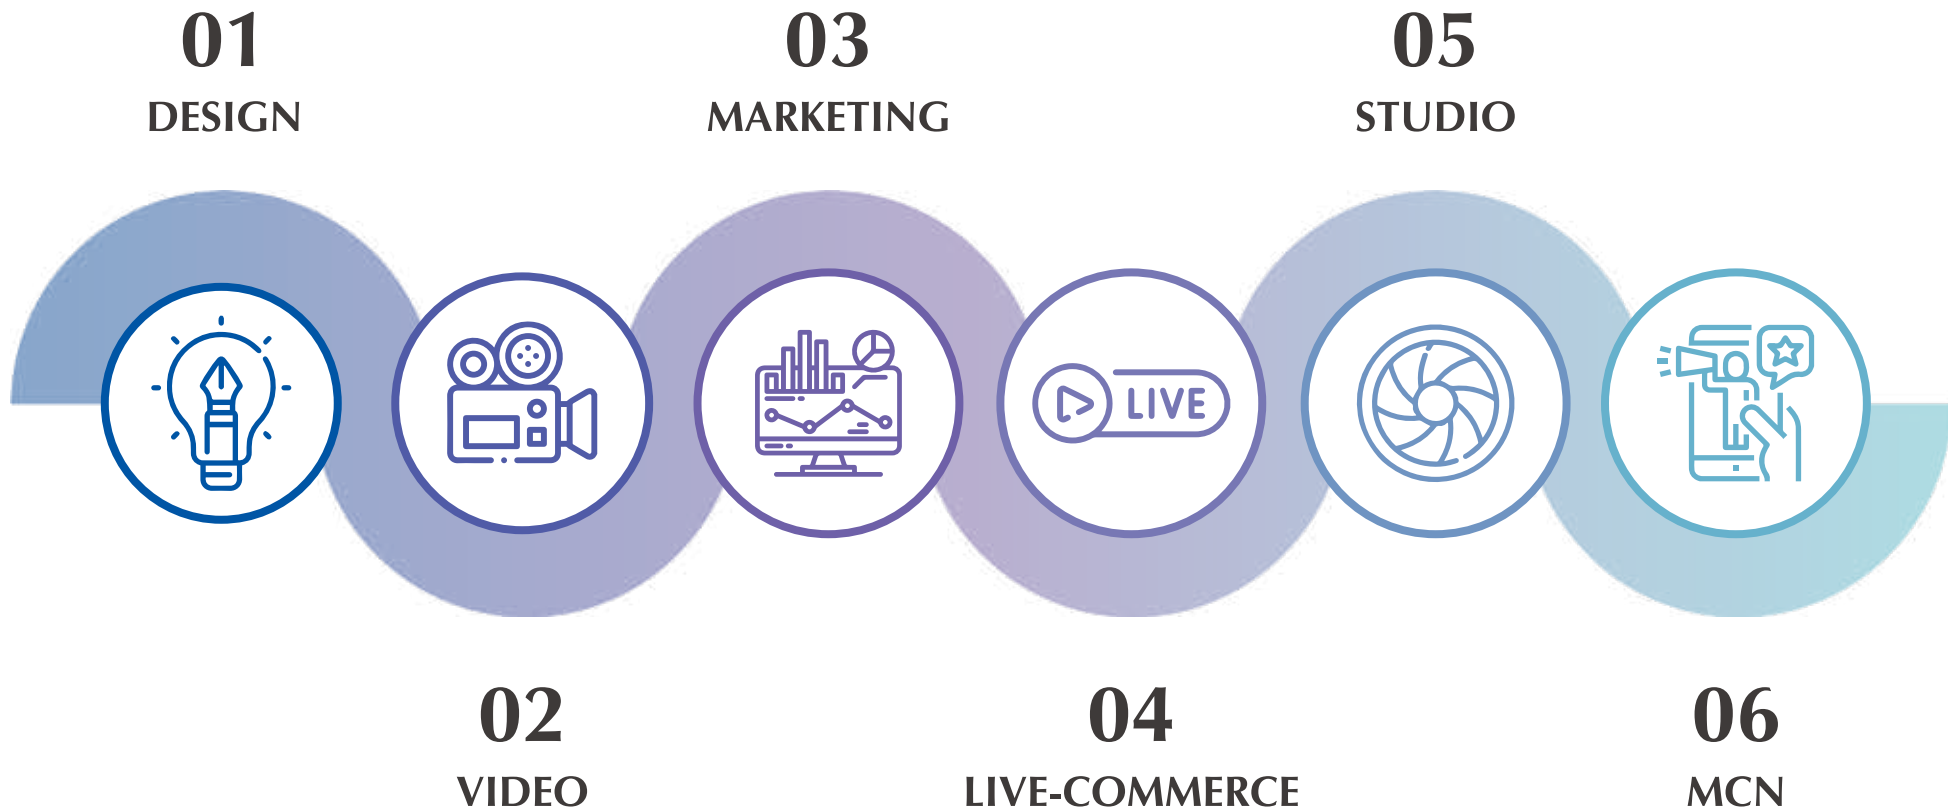 01
DESIGN
02
VIDEO
03
MARKETING
LIVE
04
LIVE-COMMERCE
05
STUDIO
06
MCN